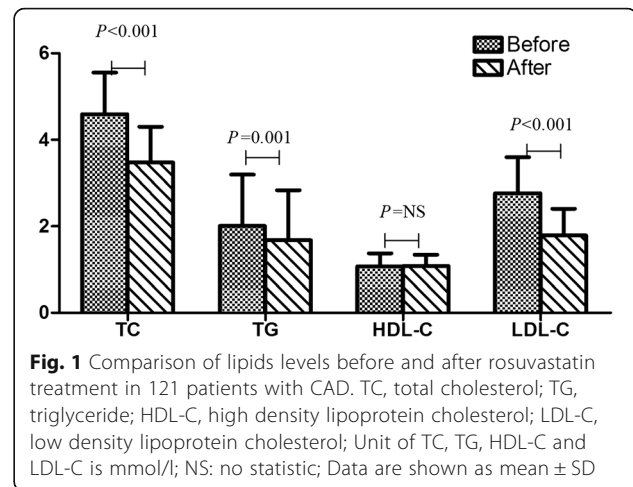 6
4
2
0
P<0.001
P=0.001
P=NS
P<0.001
Before
After
TC
TG
HDL-C
LDL-C
Fig. 1 Comparison of lipids levels before and after rosuvastatin
treatment in 121 patients with CAD. TC, total cholesterol; TG,
triglyceride; HDL-C, high density lipoprotein cholesterol; LDL-C,
low density lipoprotein cholesterol; Unit of TC, TG, HDL-C and
LDL-C is mmol/l; NS: no statistic; Data are shown as mean ± SD